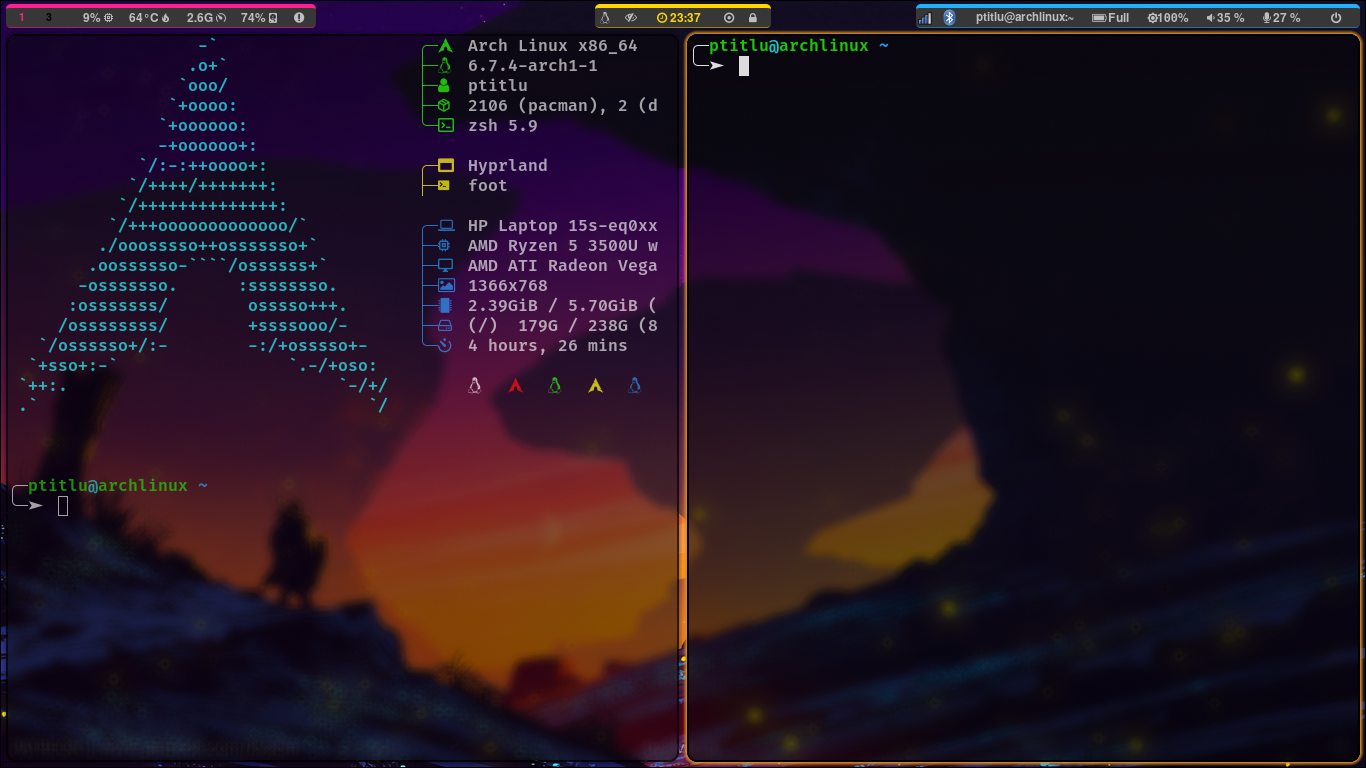 1 3 9% 64°C 2.6G 74%
23:37
ptitlu@archlinux:~ Full 100% 35 % 27 %
-`
.o+`
`ooo/
`+oooo:
`+oooooo:
-+oooooo+:
`/:-:++oooo+:
`/++++/+++++++:
`/++++++++++++++:
`/+++ooooooooooooo/`
./ooosssso++osssssso+`
.oossssso-````/ossssss+`
-osssssso. :ssssssso.
:osssssss/ osssso+++.
/ossssssss/ +ssssooo/-
`/ossssso+/:- -:/+osssso+-
`+sso+:-` `.-/+oso:
`++:. `-/+/
.` `/
Arch Linux x86_64
6.7.4-arch1-1
ptitlu
2106 (pacman), 2 (d
zsh 5.9
Hyprland
foot
HP Laptop 15s-eq0xx
AMD Ryzen 5 3500U w
AMD ATI Radeon Vega
1366x768
2.39GiB / 5.70GiB (
(/) 179G / 238G (8
4 hours, 26 mins
ptitlu@archlinux ~
ptitlu@archlinux ~